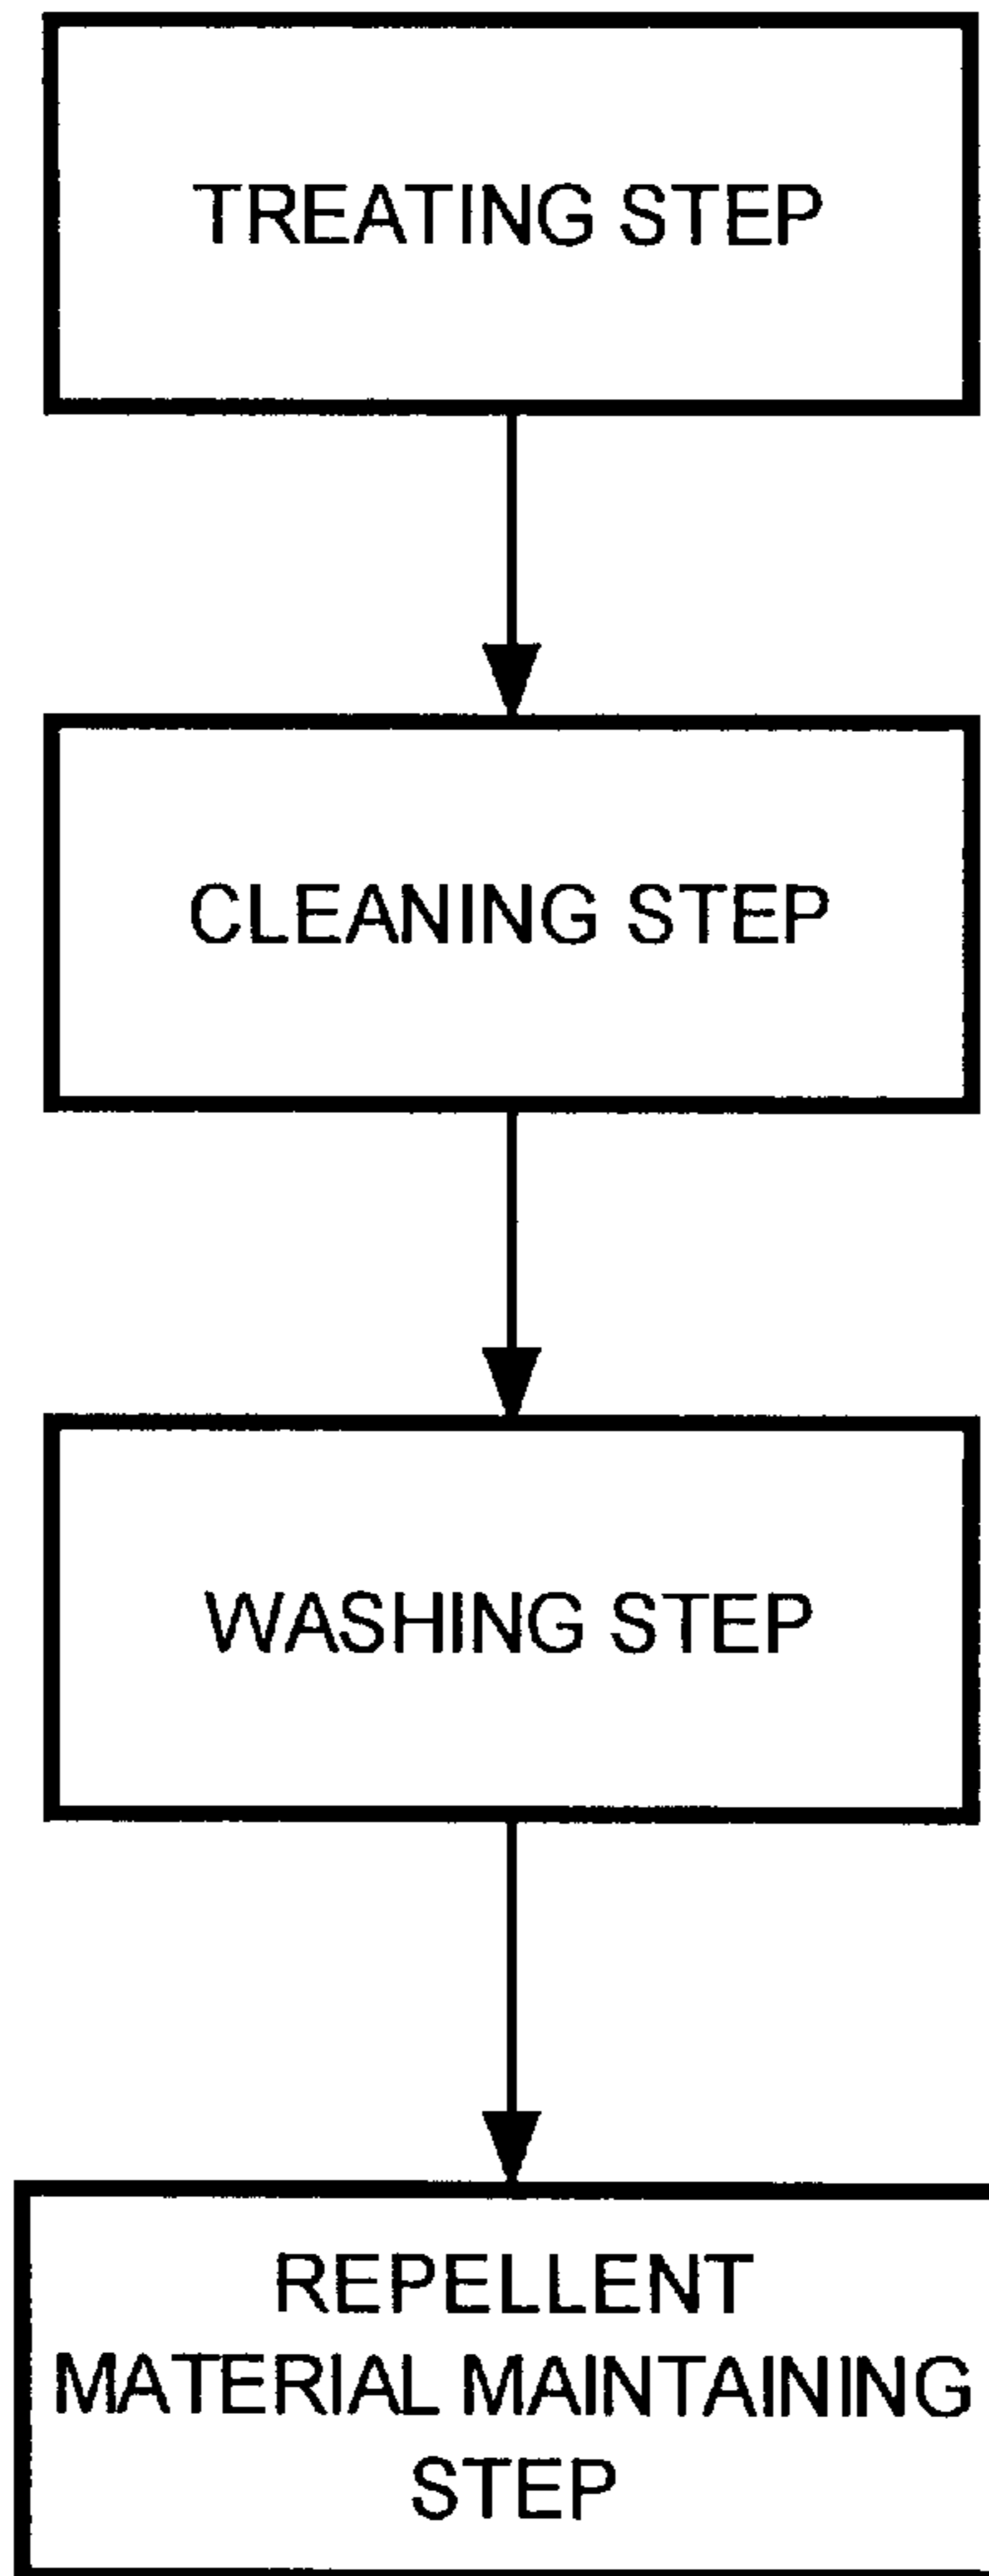 TREATING STEP
CLEANING STEP
WASHING STEP
REPELLENT
MATERIAL MAINTAINING
STEP